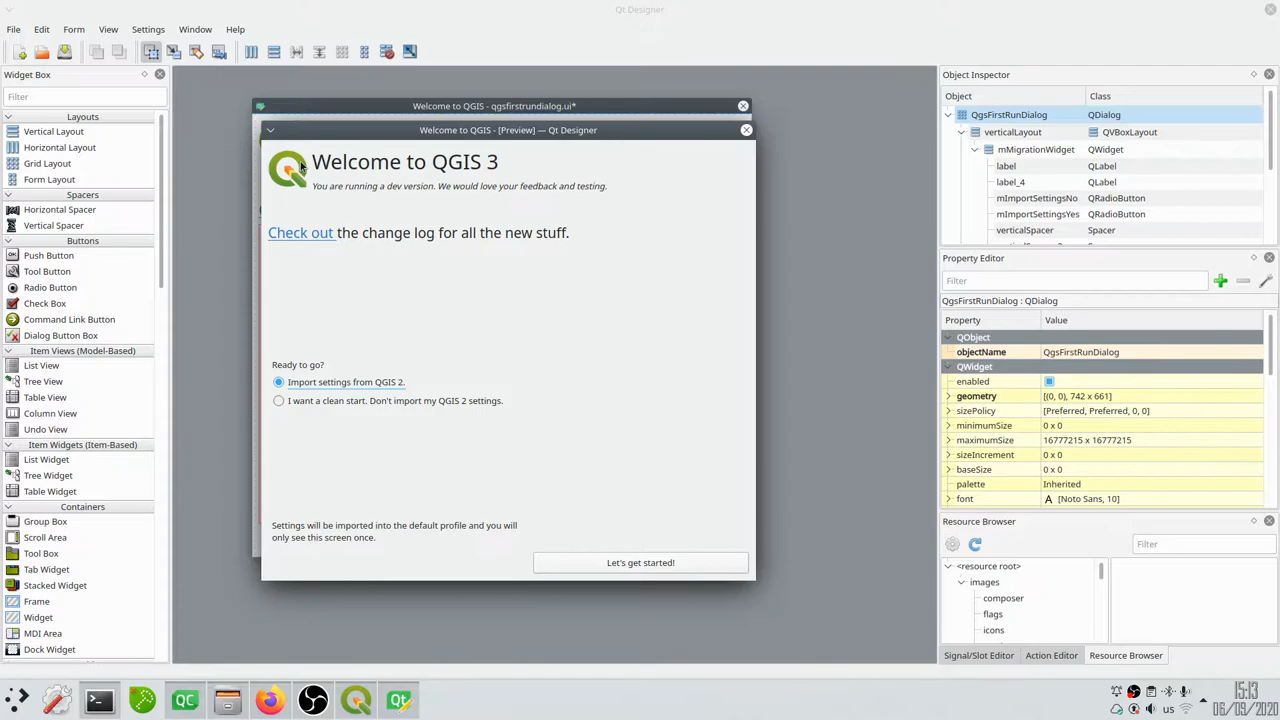 Qt Designer
File Edit Form View Settings Window Help
Widget Box
Filter
Layouts
Vertical Layout
Horizontal Layout
Grid Layout
Form Layout
Spacers
Horizontal Spacer
Vertical Spacer
Buttons
Push Button
Tool Button
Radio Button
Check Box
Command Link Button
Dialog Button Box
Item Views (Model-Based)
List View
Tree View
Table View
Column View
Undo View
Item Widgets (Item-Based)
List Widget
Tree Widget
Table Widget
Containers
Group Box
Scroll Area
Tool Box
Tab Widget
Stacked Widget
Frame
Widget
MDI Area
Dock Widget
Welcome to QGIS - qgsfirstrundialog.ui*
Welcome to QGIS - [Preview] — Qt Designer
Welcome to QGIS 3
You are running a dev version. We would love your feedback and testing.
Check out the change log for all the new stuff.
Ready to go?
Import settings from QGIS 2.
I want a clean start. Don't import my QGIS 2 settings.
Settings will be imported into the default profile and you will
only see this screen once.
Let's get started!
Object Inspector
Object Class
QgsFirstRunDialog QDialog
verticalLayout QVBoxLayout
mMigrationWidget QWidget
label QLabel
label_4 QLabel
mImportSettingsNo QRadioButton
mImportSettingsYes QRadioButton
verticalSpacer Spacer
Property Editor
Filter
QgsFirstRunDialog : QDialog
Property Value
QObject
objectName QgsFirstRunDialog
QWidget
enabled
geometry [(0, 0), 742 x 661]
sizePolicy [Preferred, Preferred, 0, 0]
minimumSize 0 x 0
maximumSize 16777215 x 16777215
sizeIncrement 0 x 0
baseSize 0 x 0
palette Inherited
font A [Noto Sans, 10]
Resource Browser
Filter
<resource root>
images
composer
flags
icons
Signal/Slot Editor Action Editor Resource Browser
QC
Qt
us
15:13
06/09/2020